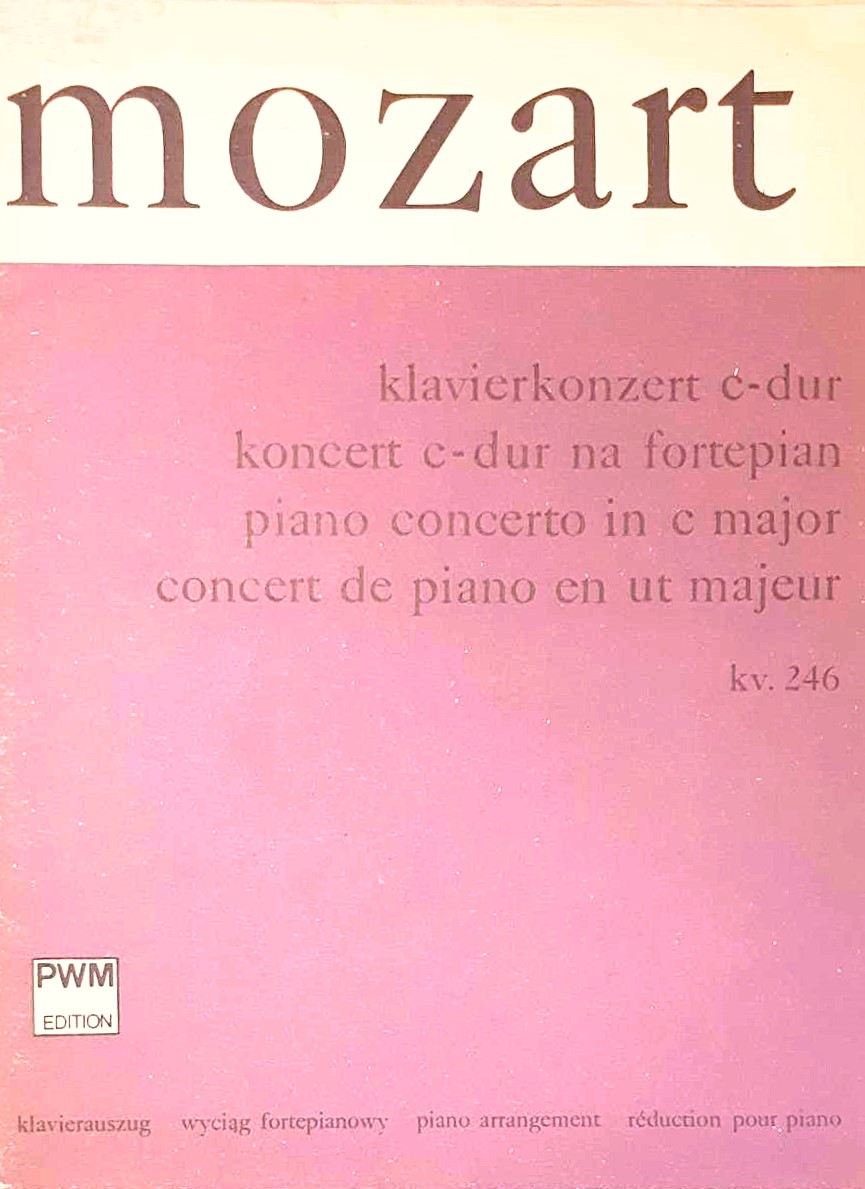 mozart
klavierkonzert c-dur
koncert c-dur na fortepian
piano concerto in c major
concert de piano en ut majeur
kv. 246
PWM
EDITION
klavierauszug wyciąg fortepianowy piano arrangement réduction pour piano